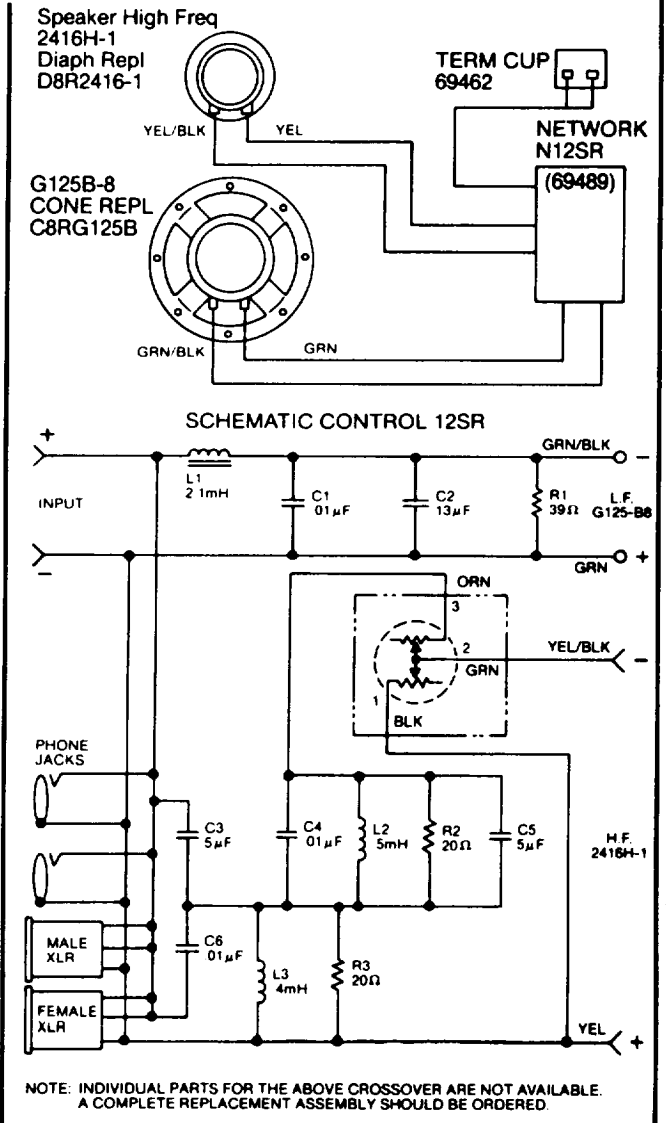 Speaker High Freq
2416H-1
Diaph Repl
D8R2416-1
TERM CUP
69462
YEL/BLK
YEL
NETWORK
N12SR
(69489)
G125B-8
CONE REPL
C8RG125B
GRN/BLK
GRN
SCHEMATIC CONTROL 12SR
+
GRN/BLK
−
L1
2 1mH
INPUT
C1
01µF
C2
13µF
R1
39Ω
L.F.
G125-B8
−
GRN
+
ORN
3
2
YEL/BLK
−
GRN
1
BLK
PHONE
JACKS
C3
5µF
C4
01µF
L2
5mH
R2
20Ω
C5
5µF
H.F.
2416H-1
MALE
XLR
C6
01µF
L3
4mH
R3
20Ω
FEMALE
XLR
YEL
+
NOTE: INDIVIDUAL PARTS FOR THE ABOVE CROSSOVER ARE NOT AVAILABLE.
A COMPLETE REPLACEMENT ASSEMBLY SHOULD BE ORDERED.